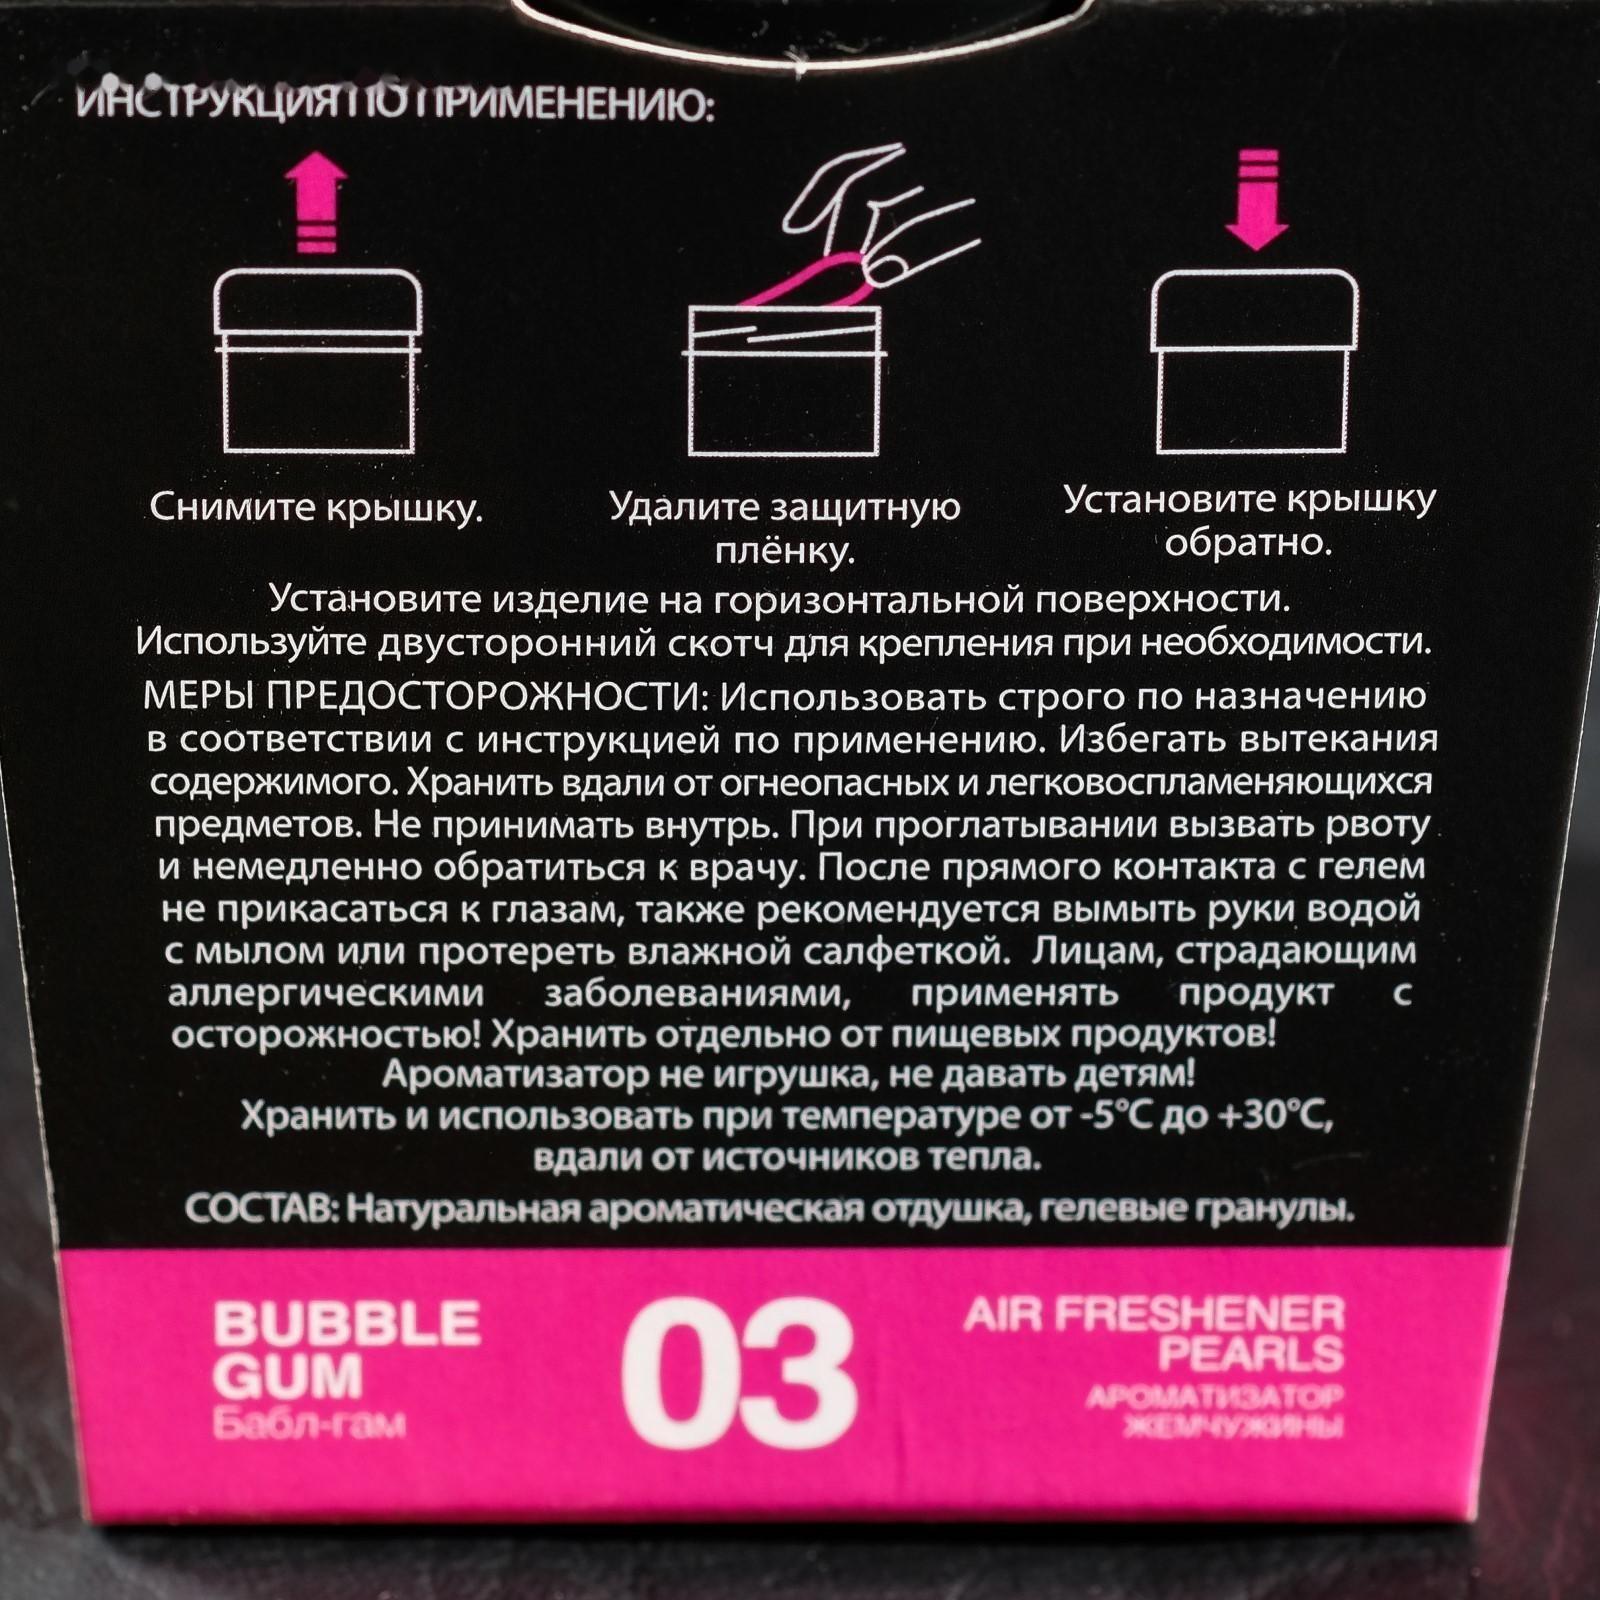 ИНСТРУКЦИЯ ПО ПРИМЕНЕНИЮ:
Снимите крышку.
Удалите защитную
плёнку.
Установите крышку
обратно.
Установите изделие на горизонтальной поверхности.
Используйте двусторонний скотч для крепления при необходимости.
МЕРЫ ПРЕДОСТОРОЖНОСТИ: Использовать строго по назначению
в соответствии с инструкцией по применению. Избегать вытекания
содержимого. Хранить вдали от огнеопасных и легковоспламеняющихся
предметов. Не принимать внутрь. При проглатывании вызвать рвоту
и немедленно обратиться к врачу. После прямого контакта с гелем
не прикасаться к глазам, также рекомендуется вымыть руки водой
с мылом или протереть влажной салфеткой. Лицам, страдающим
аллергическими заболеваниями, применять продукт с
осторожностью! Хранить отдельно от пищевых продуктов!
Ароматизатор не игрушка, не давать детям!
Хранить и использовать при температуре от -5°С до +30°С,
вдали от источников тепла.
СОСТАВ: Натуральная ароматическая отдушка, гелевые гранулы.
BUBBLE
GUM
Бабл-гам
03
AIR FRESHENER
PEARLS
АРОМАТИЗАТОР
ЖЕМЧУЖИНЫ